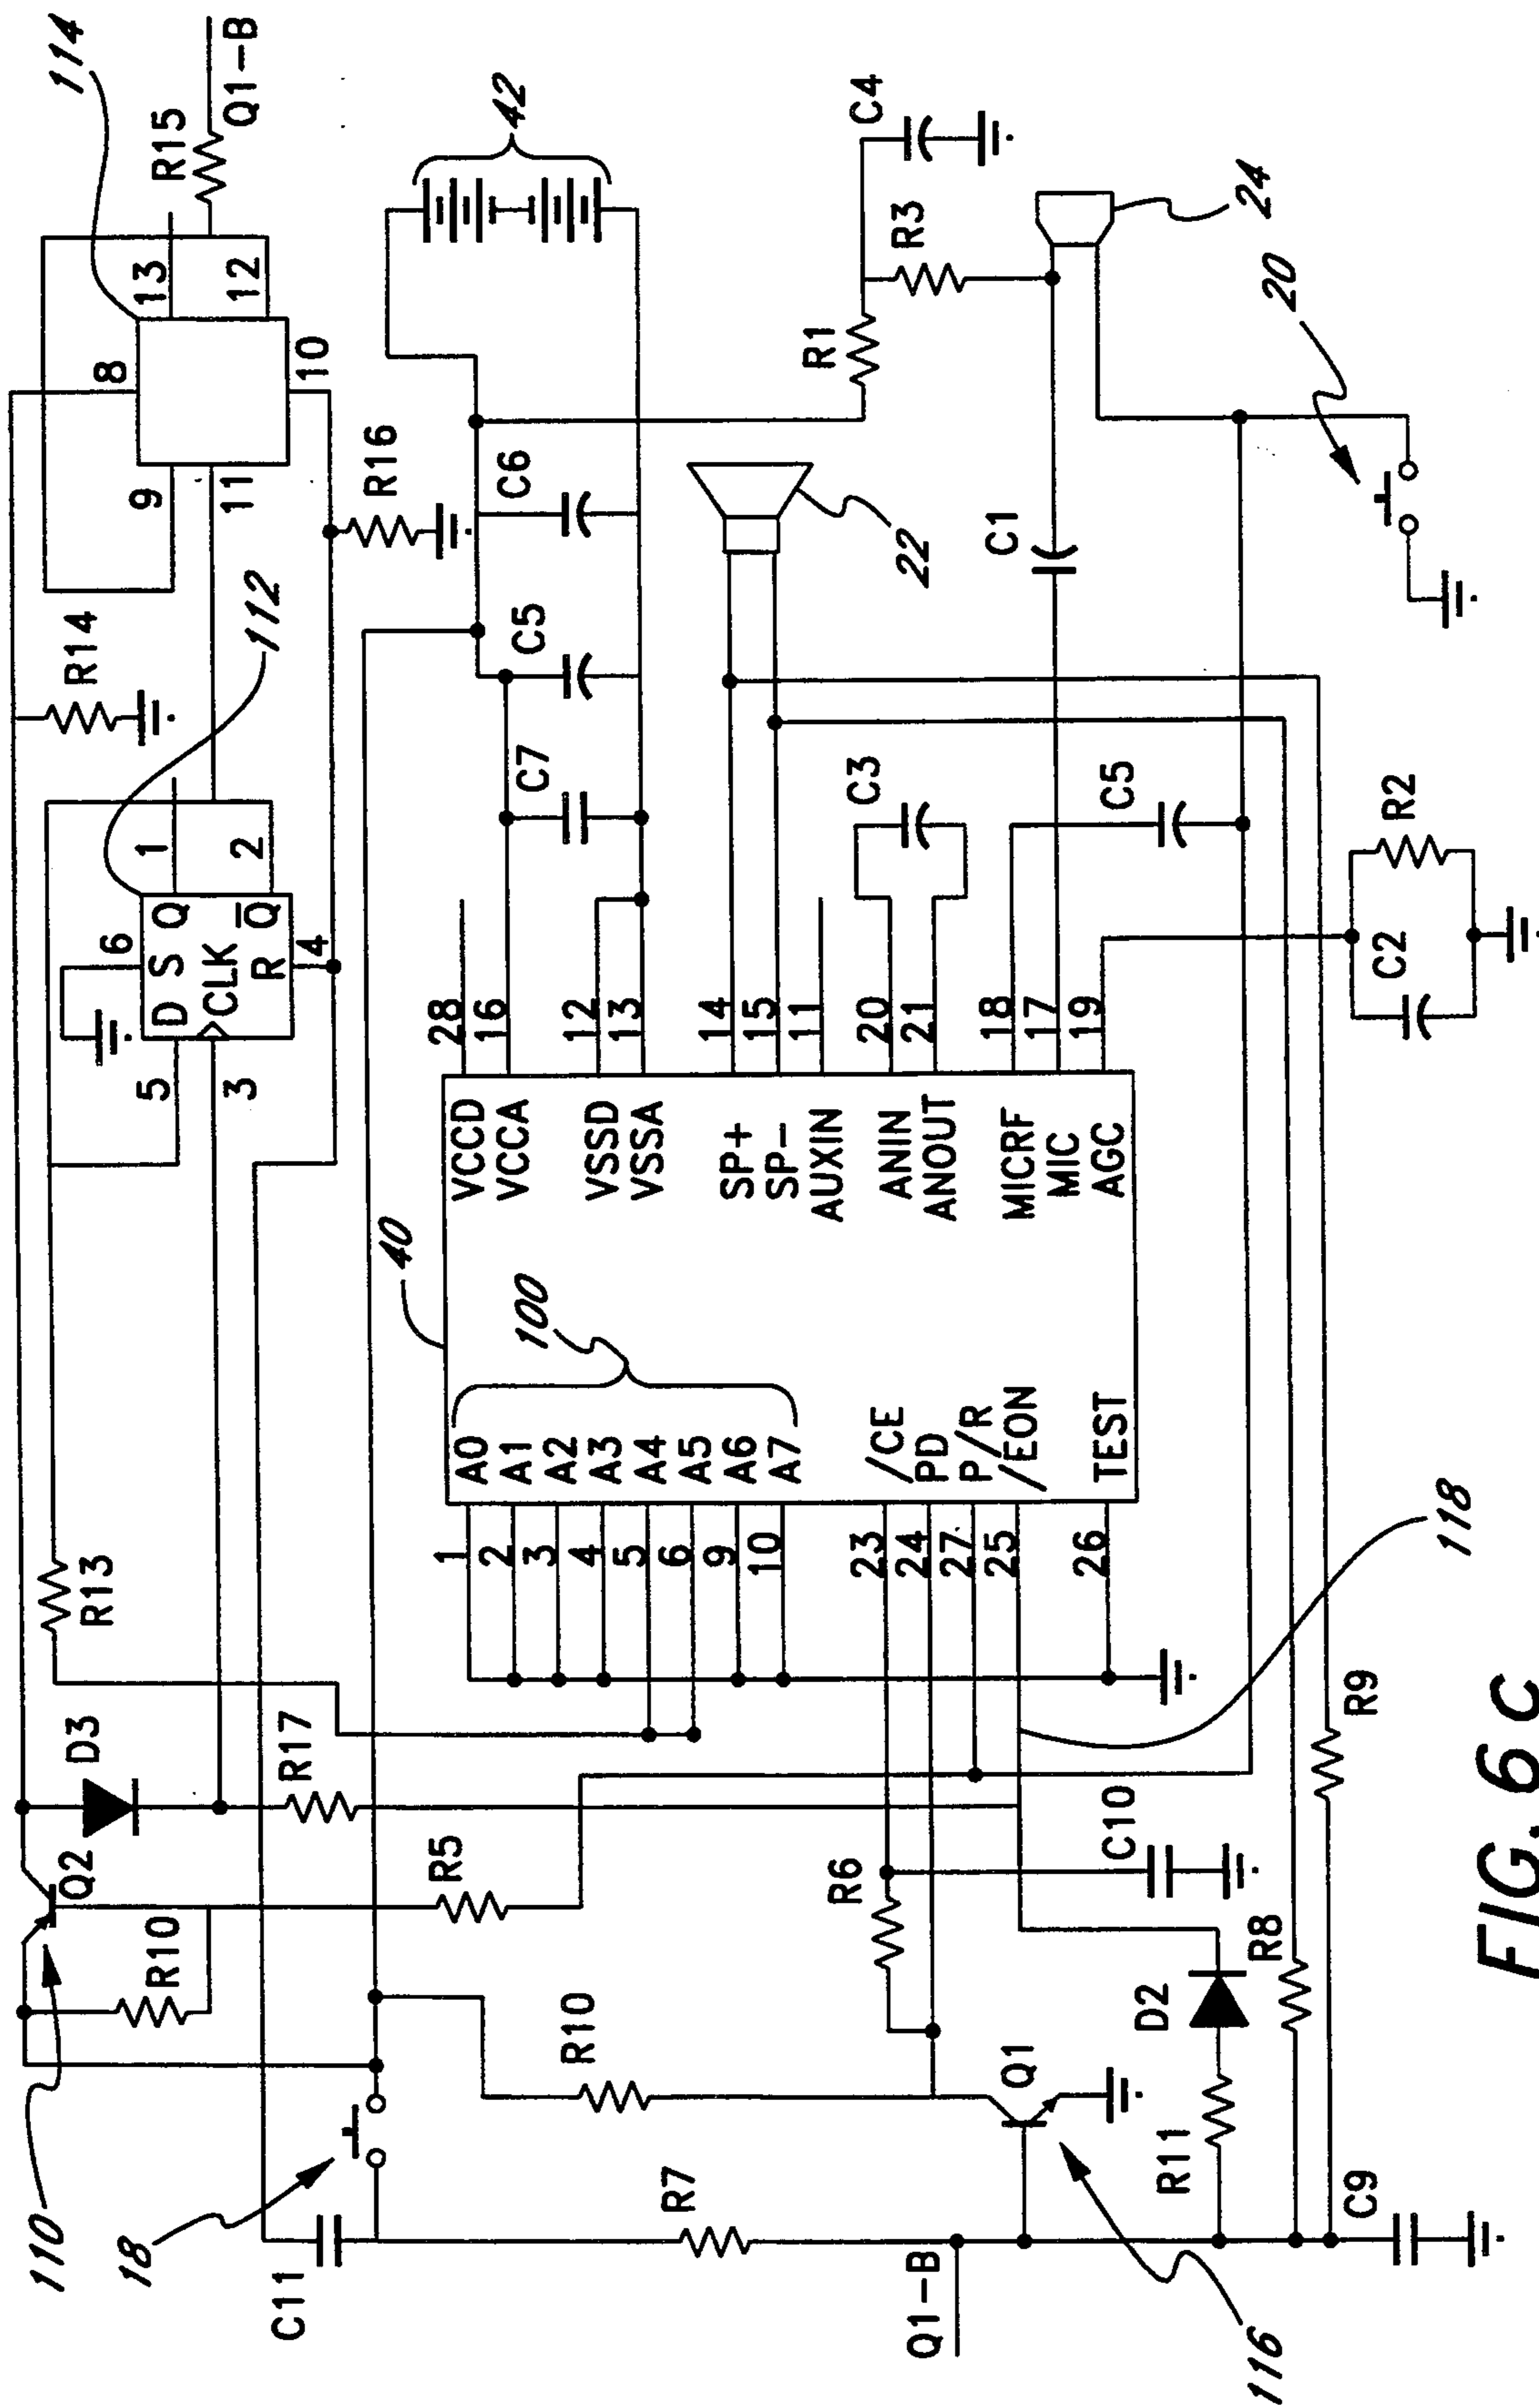 110
Q2
D3
R13
R10
R17
18
C11
R5
R10
R7
Q1-B
116
Q1
R6
C10
D2
R11
R8
R9
C9
118
112
R14
5
D
6
S
Q
1
3
CLK
R
Q
2
4
114
9
8
13
11
12
10
R15
Q1-B
R16
40
100
1
A0
2
A1
3
A2
4
A3
5
A4
6
A5
9
A6
10
A7
23
/CE
24
PD
27
P/R
25
/EON
26
TEST
VCCD
28
VCCA
16
VSSD
12
VSSA
13
SP+
14
SP-
15
AUXIN
11
ANIN
20
ANOUT
21
MICRF
18
MIC
17
AGC
19
C7
C5
C6
42
22
C3
C1
R1
R3
C4
24
20
C5
C2
R2
FIG. 6 C